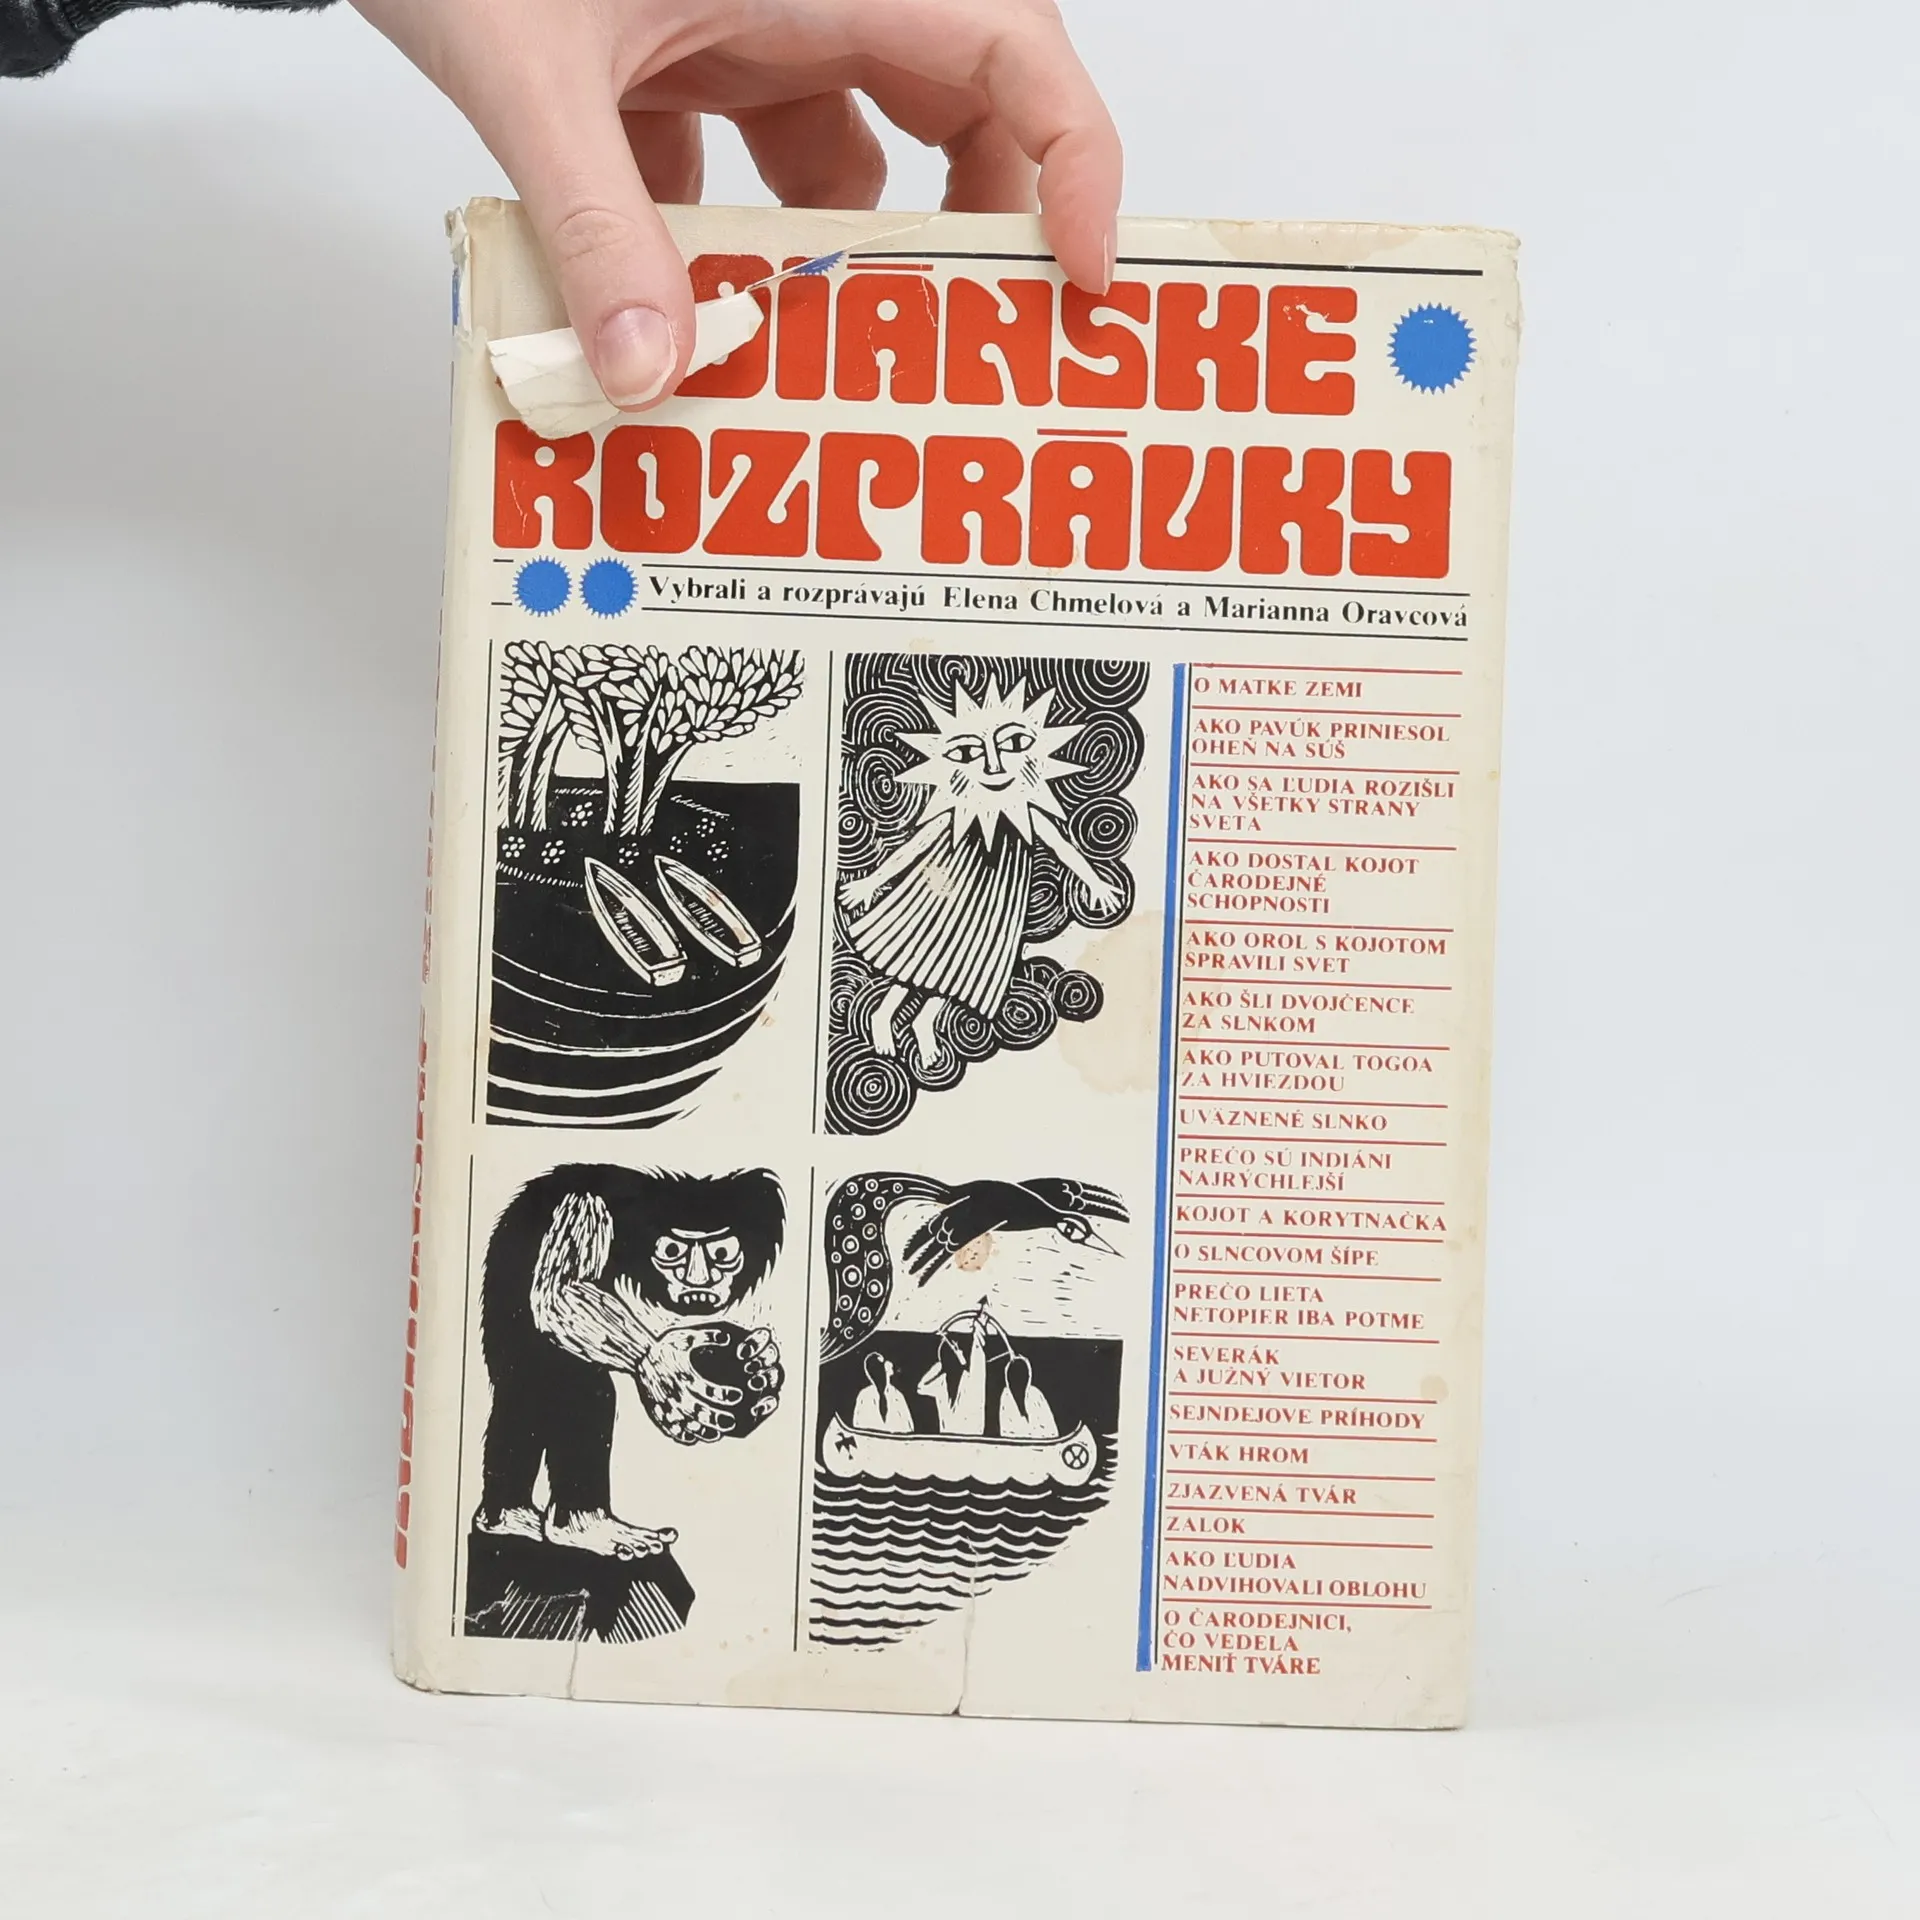 DIÁNSKE
ROZPRÁVKY
Vybrali a rozprávajú Elena Chmelová a Marianna Oravcová
O MATKE ZEMI
AKO PAVÚK PRINIESOL
OHEŇ NA SÚŠ
AKO SA ĽUDIA ROZIŠLI
NA VŠETKY STRANY
SVETA
AKO DOSTAL KOJOT
ČARODEJNÉ
SCHOPNOSTI
AKO OROL S KOJOTOM
SPRAVILI SVET
AKO ŠLI DVOJČENCE
ZA SLNKOM
AKO PUTOVAL TOGOA
ZA HVIEZDOU
UVÄZNENÉ SLNKO
PREČO SÚ INDIÁNI
NAJRÝCHLEJŠÍ
KOJOT A KORYTNAČKA
O SLNCOVOM ŠÍPE
PREČO LIETA
NETOPIER IBA POTME
SEVERÁK
A JUŽNÝ VIETOR
SEJNDEJOVE PRÍHODY
VTÁK HROM
ZJAZVENÁ TVÁR
ZALOK
AKO ĽUDIA
NADVIHOVALI OBLOHU
O ČARODEJNICI,
ČO VEDELA
MENIŤ TVÁRE